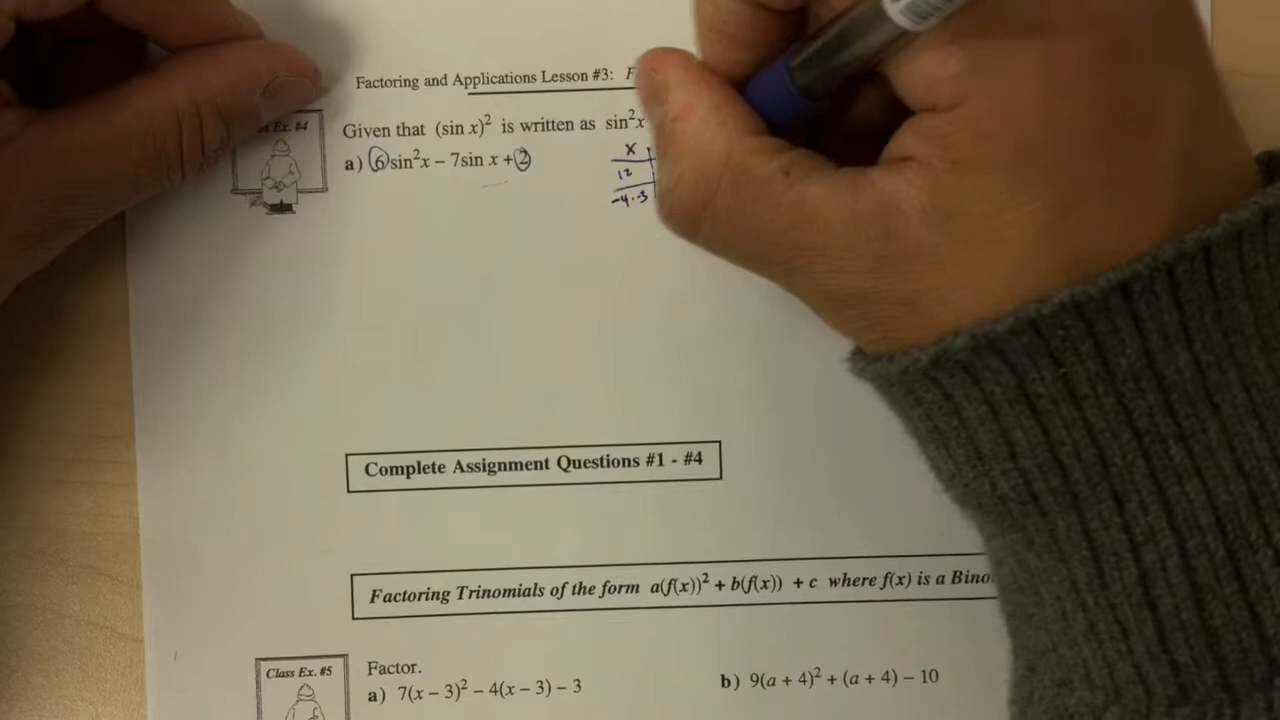 Factoring and Applications Lesson #3: F
Ex. #4
Given that (sin x)² is written as sin²x
a) 6sin²x – 7sin x + 2
x
12
-4 · -3
Complete Assignment Questions #1 - #4
Factoring Trinomials of the form a(f(x))² + b(f(x)) + c where f(x) is a Bino
Class Ex. #5
Factor.
a) 7(x – 3)² – 4(x – 3) – 3
b) 9(a + 4)² + (a + 4) – 10